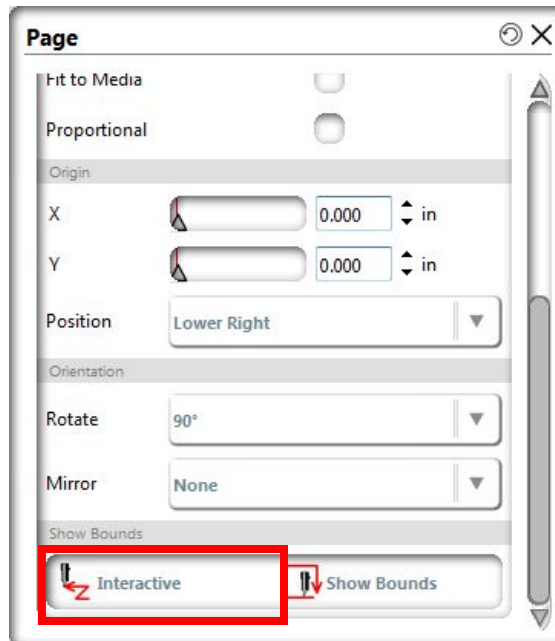 Page
Fit to Media
Proportional
Origin
X 0.000 in
Y 0.000 in
Position Lower Right
Orientation
Rotate 90°
Mirror None
Show Bounds
Interactive Show Bounds